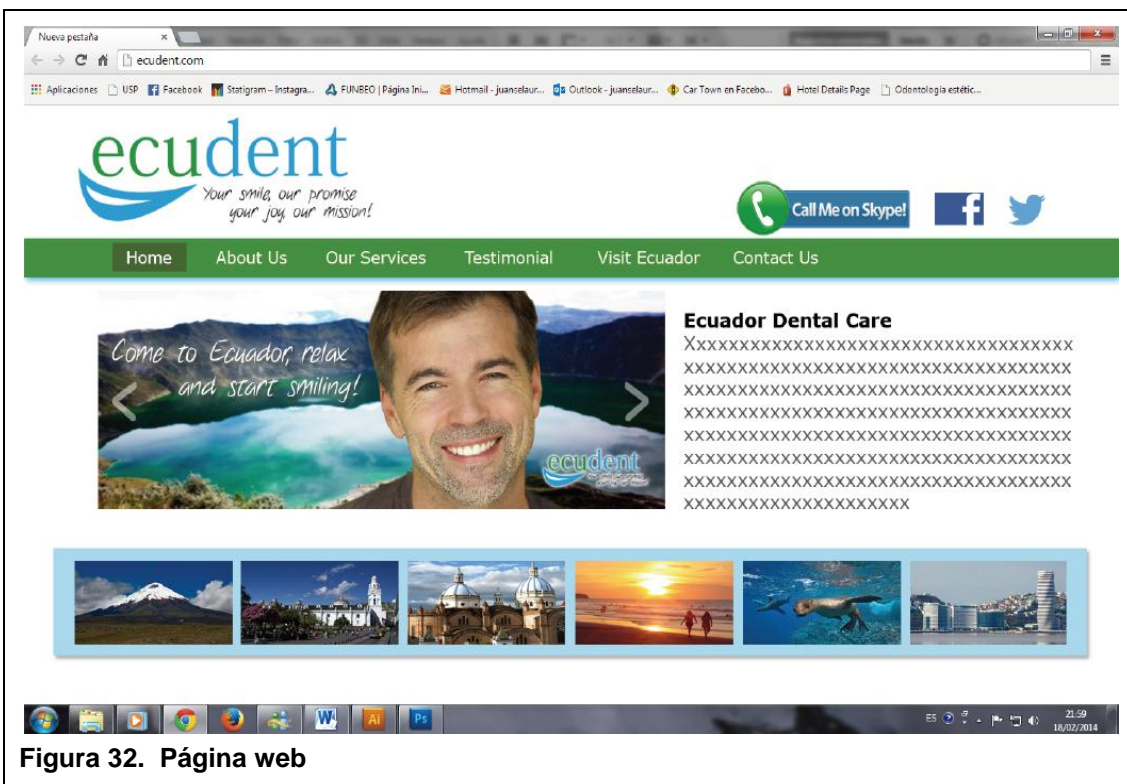 Nueva pestaña
ecudent.com
Aplicaciones USP Facebook Statigram – Instagra... FUNBEO | Página Ini... Hotmail - juanselaur... Outlook - juanselaur... Car Town en Facebo... Hotel Details Page Odontología estétic...
ecudent
Your smile, our promise
your joy, our mission!
Call Me on Skype!
Home About Us Our Services Testimonial Visit Ecuador Contact Us
Come to Ecuador, relax
and start smiling!
ecudent
Ecuador Dental Care
Xxxxxxxxxxxxxxxxxxxxxxxxxxxxxxxxxxx
xxxxxxxxxxxxxxxxxxxxxxxxxxxxxxxxxxx
xxxxxxxxxxxxxxxxxxxxxxxxxxxxxxxxxxx
xxxxxxxxxxxxxxxxxxxxxxxxxxxxxxxxxxx
xxxxxxxxxxxxxxxxxxxxxxxxxxxxxxxxxxx
xxxxxxxxxxxxxxxxxxxxxxxxxxxxxxxxxxx
xxxxxxxxxxxxxxxxxxxxxxxxxxxxxxxxxxx
xxxxxxxxxxxxxxxxxxxx
W Ai Ps ES 21:59
18/02/2014
Figura 32. Página web